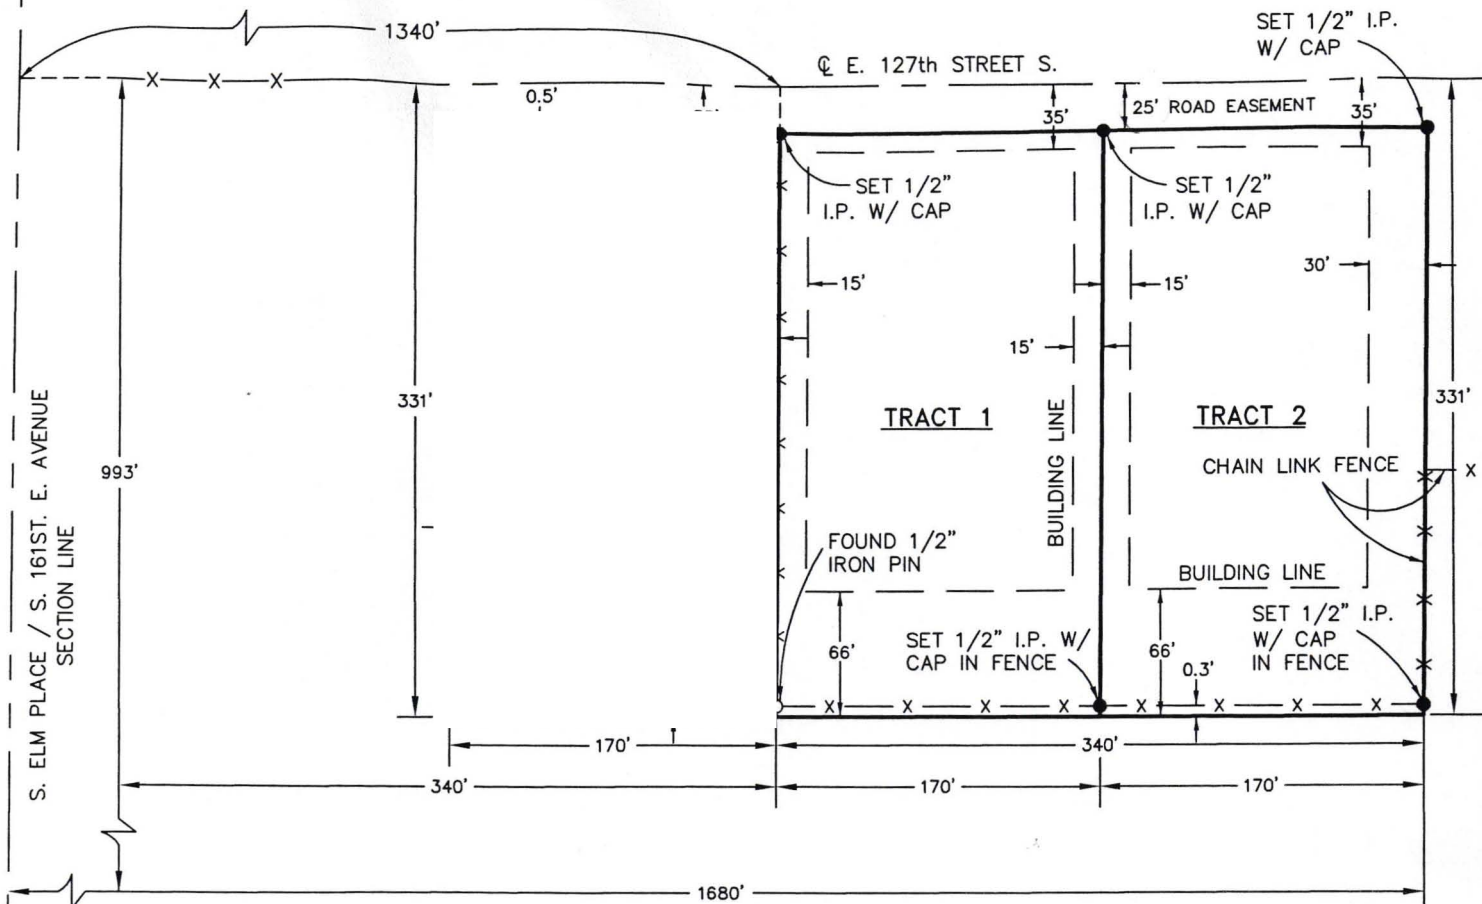 1340'
SET 1/2" I.P.
W/ CAP
℄ E. 127th STREET S.
0.5'
35'
25' ROAD EASEMENT
35'
SET 1/2"
I.P. W/ CAP
SET 1/2"
I.P. W/ CAP
15'
15'
30'
15'
331'
331'
TRACT 1
TRACT 2
BUILDING LINE
CHAIN LINK FENCE
993'
S. ELM PLACE / S. 161ST. E. AVENUE
SECTION LINE
FOUND 1/2"
IRON PIN
BUILDING LINE
SET 1/2" I.P. W/
CAP IN FENCE
SET 1/2" I.P.
W/ CAP
IN FENCE
66'
66'
0.3'
170'
340'
340'
170'
170'
1680'